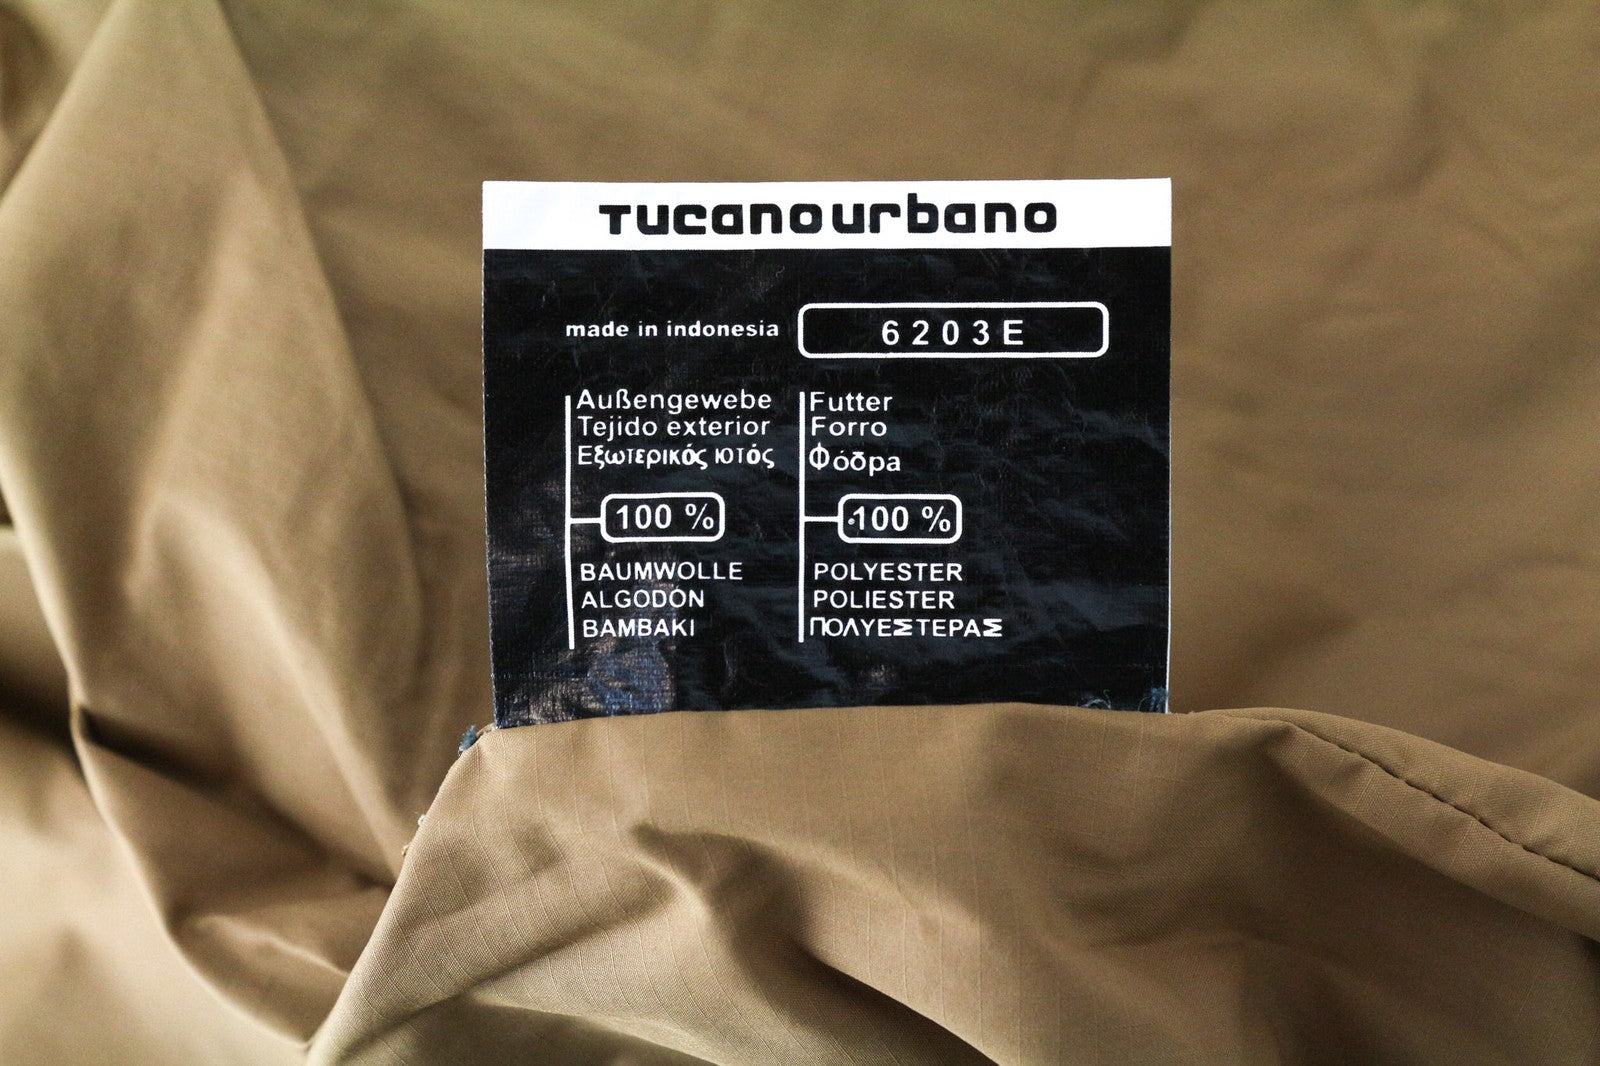 Tucanourbano
made in indonesia
6203E
Außengewebe
Tejido exterior
Εξωτερικός ιστός
100 %
BAUMWOLLE
ALGODÓN
BAMBAKI
Futter
Forro
Φόδρα
100 %
POLYESTER
POLIESTER
ΠΟΛΥΕΣΤΕΡΑΣ